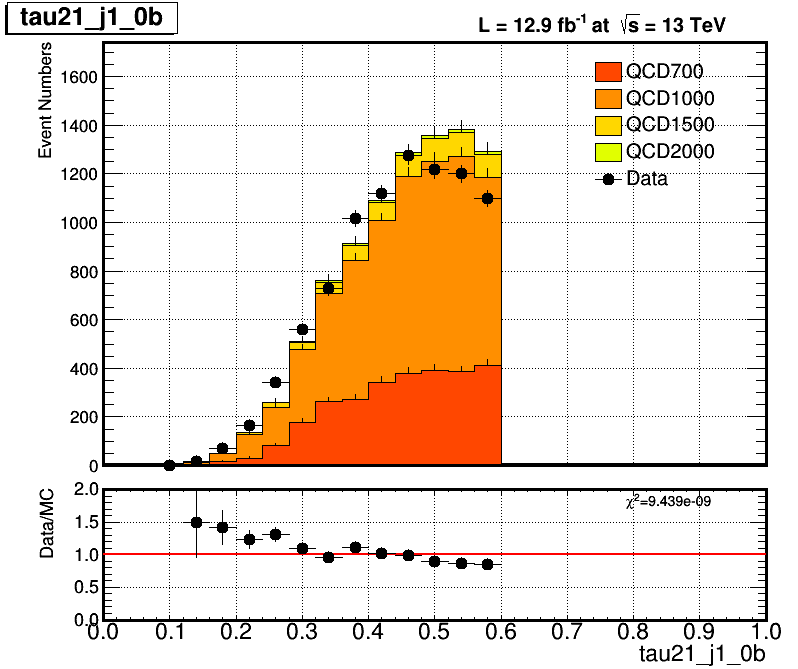 tau21_j1_0b
L = 12.9 fb⁻¹ at √s = 13 TeV
Event Numbers
1600
1400
1200
1000
800
600
400
200
0
QCD700
QCD1000
QCD1500
QCD2000
Data
Data/MC
2.0
1.5
1.0
0.5
0.0
χ²=9.439e-09
0.0 0.1 0.2 0.3 0.4 0.5 0.6 0.7 0.8 0.9 1.0
tau21_j1_0b